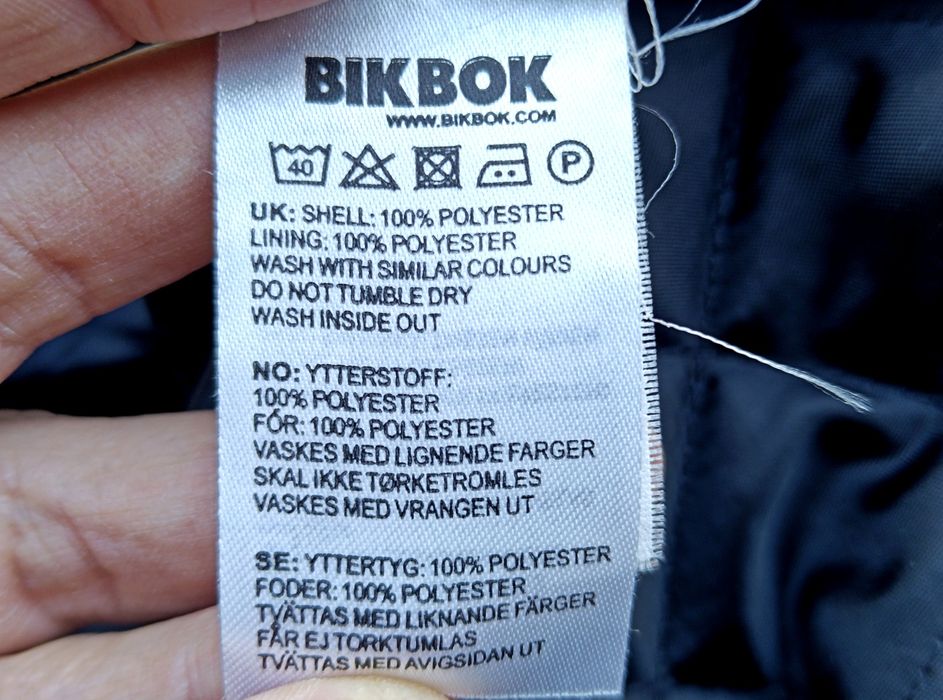 BIKBOK
WWW.BIKBOK.COM
40 P
UK: SHELL: 100% POLYESTER
LINING: 100% POLYESTER
WASH WITH SIMILAR COLOURS
DO NOT TUMBLE DRY
WASH INSIDE OUT
NO: YTTERSTOFF:
100% POLYESTER
FÓR: 100% POLYESTER
VASKES MED LIGNENDE FARGER
SKAL IKKE TØRKETROMLES
VASKES MED VRANGEN UT
SE: YTTERTYG: 100% POLYESTER
FODER: 100% POLYESTER
TVÄTTAS MED LIKNANDE FÄRGER
FÅR EJ TORKTUMLAS
TVÄTTAS MED AVIGSIDAN UT